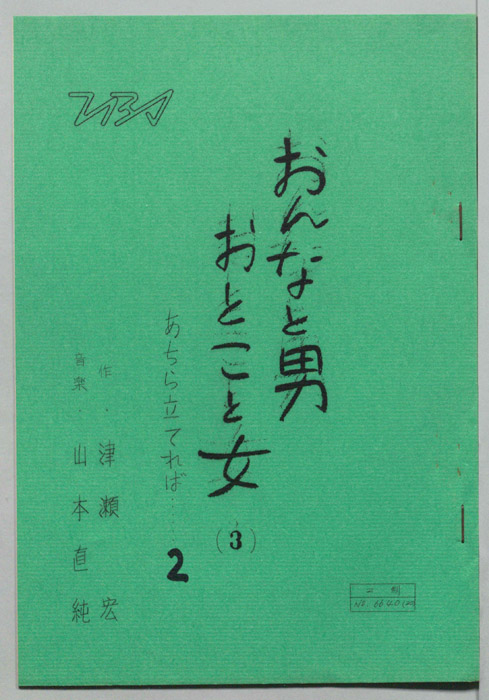 おんなと男
おとこと女
(3)
あちら立てれば…
2
作・津瀬宏
音楽・山本直純